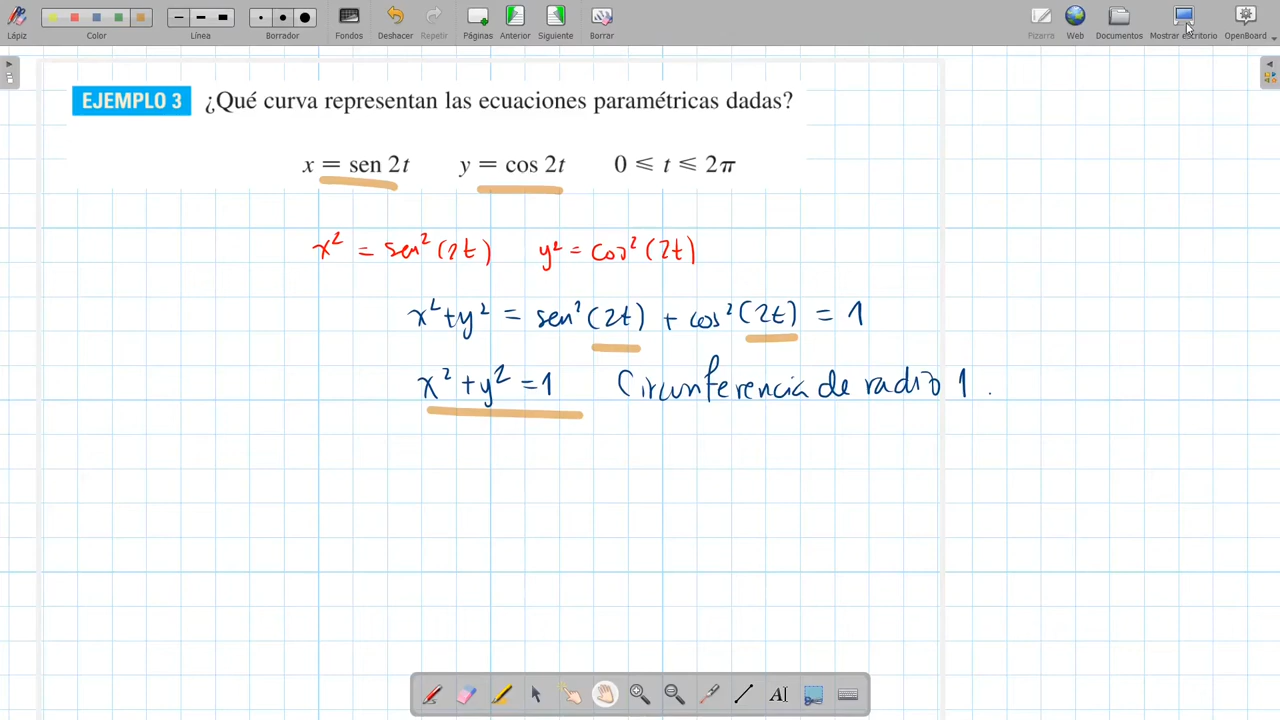 Lápiz Color Línea Borrador Fondos Deshacer Repetir Páginas Anterior Siguiente Borrar Pizarra Web Documentos Mostrar escritorio OpenBoard
EJEMPLO 3 ¿Qué curva representan las ecuaciones paramétricas dadas?
x = sen 2t y = cos 2t 0 ⩽ t ⩽ 2π
x² = sen² (2t) y² = cos² (2t)
x² + y² = sen² (2t) + cos² (2t) = 1
x² + y² = 1 Circunferencia de radio 1 .